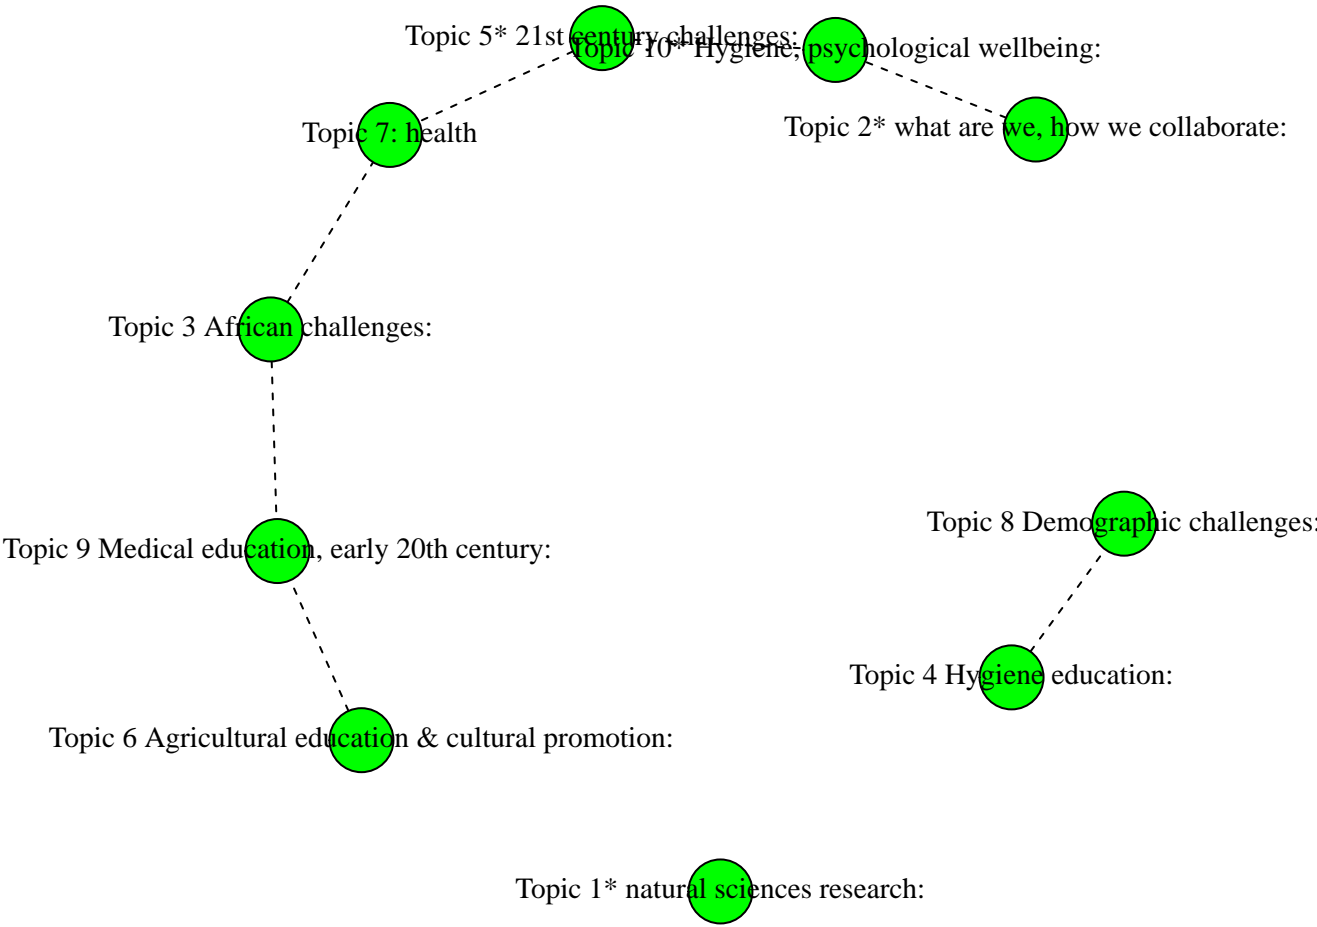 Topic 5* 21st century challenges:
Topic 10* Hygiene, psychological wellbeing:
Topic 7: health
Topic 2* what are we, how we collaborate:
Topic 3 African challenges:
Topic 8 Demographic challenges:
Topic 9 Medical education, early 20th century:
Topic 4 Hygiene education:
Topic 6 Agricultural education & cultural promotion:
Topic 1* natural sciences research: